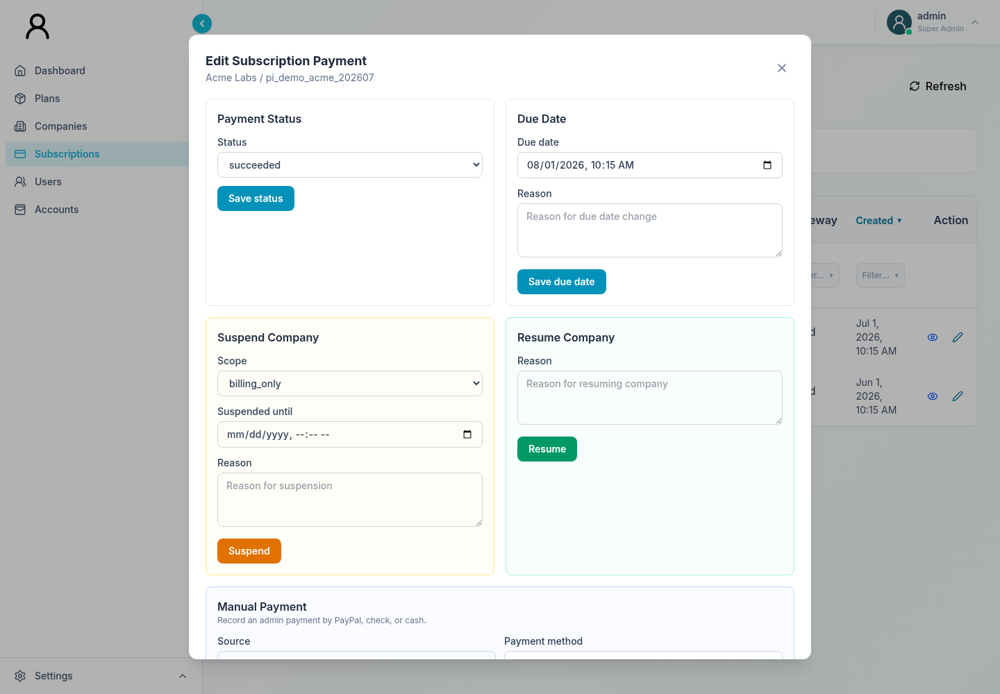 admin
Super Admin
Dashboard
Plans
Companies
Subscriptions
Users
Accounts
Settings
Refresh
Edit Subscription Payment
Acme Labs / pi_demo_acme_202607
Payment Status
Status
succeeded
Save status
Due Date
Due date
08/01/2026, 10:15 AM
Reason
Reason for due date change
Save due date
Suspend Company
Scope
billing_only
Suspended until
mm/dd/yyyy, --:-- --
Reason
Reason for suspension
Suspend
Resume Company
Reason
Reason for resuming company
Resume
Manual Payment
Record an admin payment by PayPal, check, or cash.
Source
Payment method
eway Created ▼ Action
er... ▼ Filter... ▼
d
Jul 1,
2026,
10:15 AM
d
Jun 1,
2026,
10:15 AM